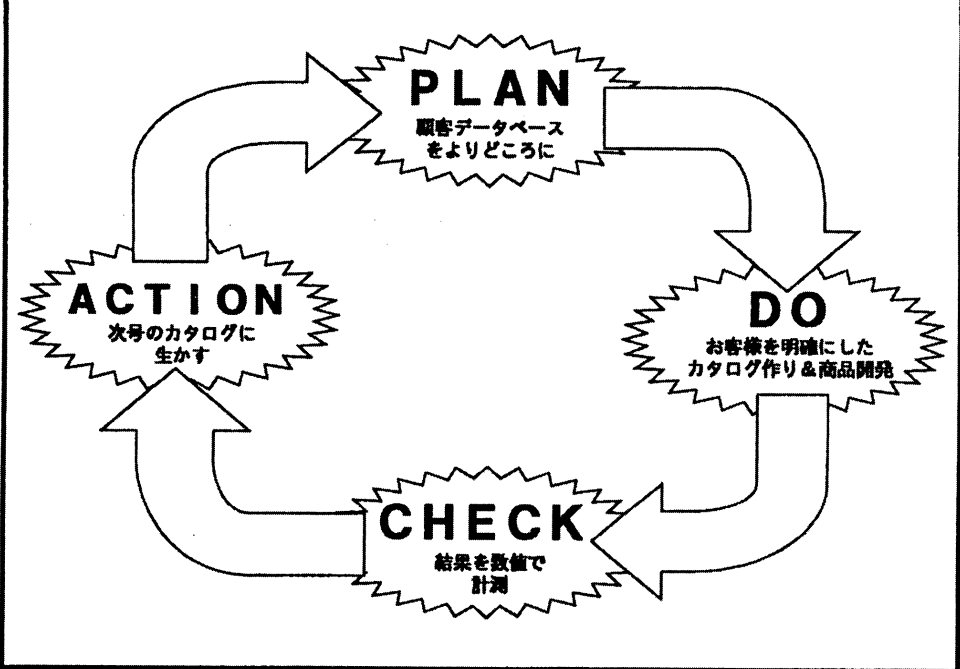 PLAN
顧客データベース
をよりどころに
ACTION
次号のカタログに
生かす
DO
お客様を明確にした
カタログ作り&商品開発
CHECK
結果を数値で
計測